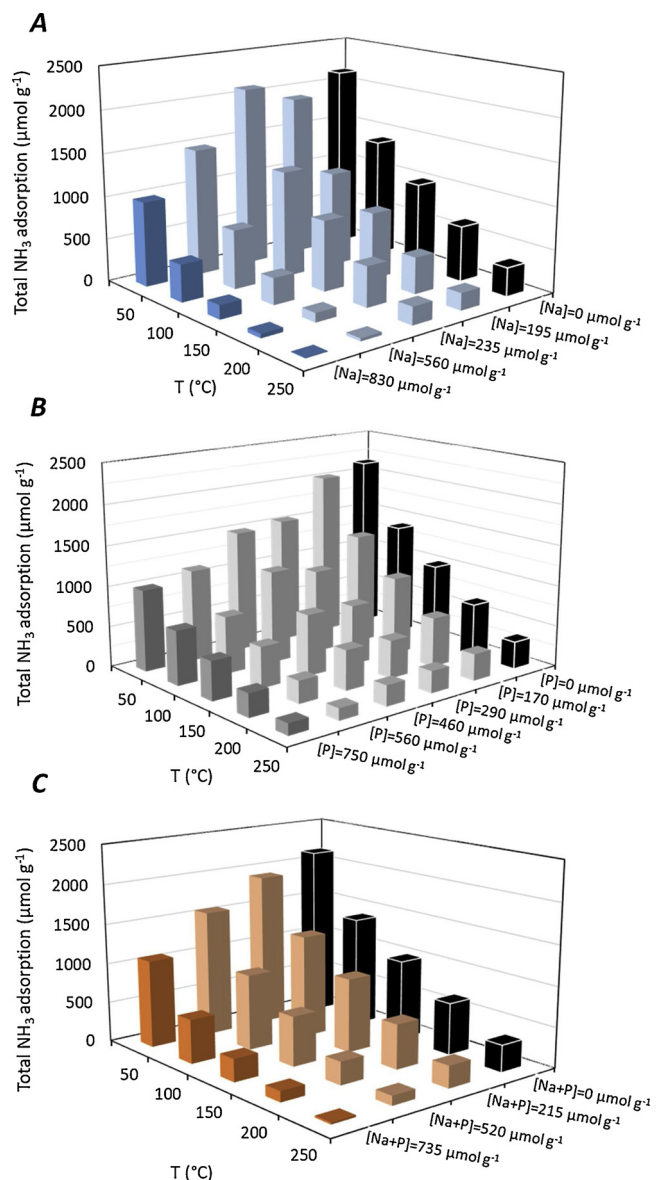 A
Total NH3 adsorption (µmol g-1)
2500
2000
1500
1000
500
0
50
100
150
200
250
T (°C)
[Na]=0 µmol g-1
[Na]=195 µmol g-1
[Na]=235 µmol g-1
[Na]=560 µmol g-1
[Na]=830 µmol g-1
B
Total NH3 adsorption (µmol g-1)
2500
2000
1500
1000
500
0
50
100
150
200
250
T (°C)
[P]=0 µmol g-1
[P]=170 µmol g-1
[P]=290 µmol g-1
[P]=460 µmol g-1
[P]=560 µmol g-1
[P]=750 µmol g-1
C
Total NH3 adsorption (µmol g-1)
2500
2000
1500
1000
500
0
50
100
150
200
250
T (°C)
[Na+P]=0 µmol g-1
[Na+P]=215 µmol g-1
[Na+P]=520 µmol g-1
[Na+P]=735 µmol g-1